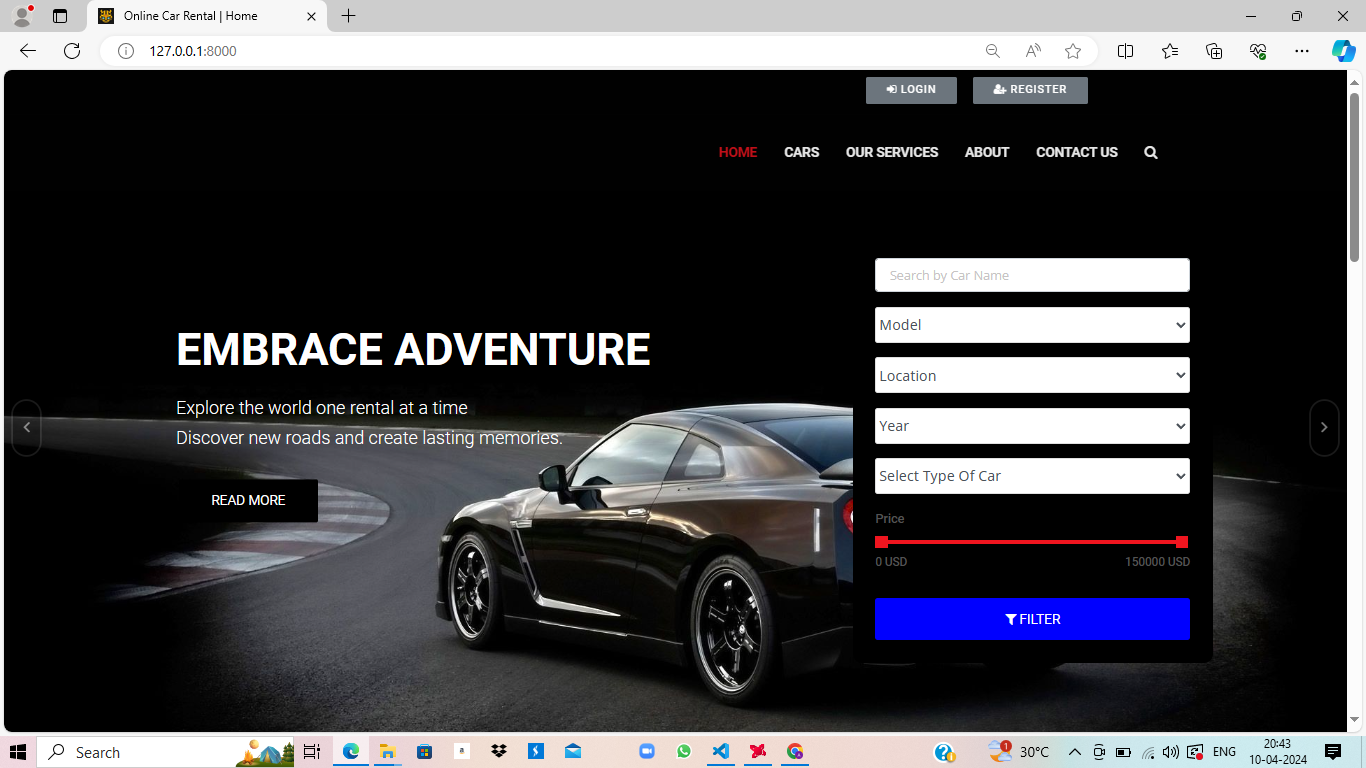 Online Car Rental | Home
127.0.0.1:8000
LOGIN
REGISTER
HOME CARS OUR SERVICES ABOUT CONTACT US
Search by Car Name
Model
Location
Year
Select Type Of Car
Price
0 USD 150000 USD
FILTER
EMBRACE ADVENTURE
Explore the world one rental at a time
Discover new roads and create lasting memories.
READ MORE
Search
1
30°C
ENG
20:43
10-04-2024